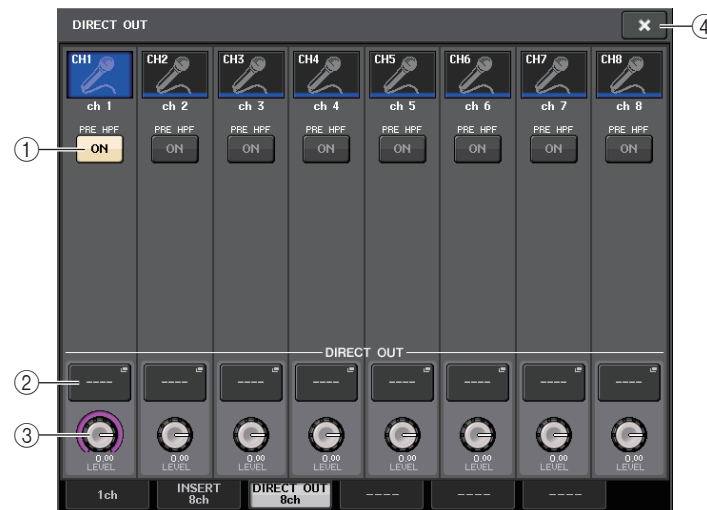 DIRECT OUT
④
CH1 CH2 CH3 CH4 CH5 CH6 CH7 CH8
ch 1 ch 2 ch 3 ch 4 ch 5 ch 6 ch 7 ch 8
PRE HPF PRE HPF PRE HPF PRE HPF PRE HPF PRE HPF PRE HPF PRE HPF
① ON ON ON ON ON ON ON ON
DIRECT OUT
② ---- ---- ---- ---- ---- ---- ---- ----
③
0.00 0.00 0.00 0.00 0.00 0.00 0.00 0.00
LEVEL LEVEL LEVEL LEVEL LEVEL LEVEL LEVEL LEVEL
1ch INSERT 8ch DIRECT OUT 8ch ---- ---- ----